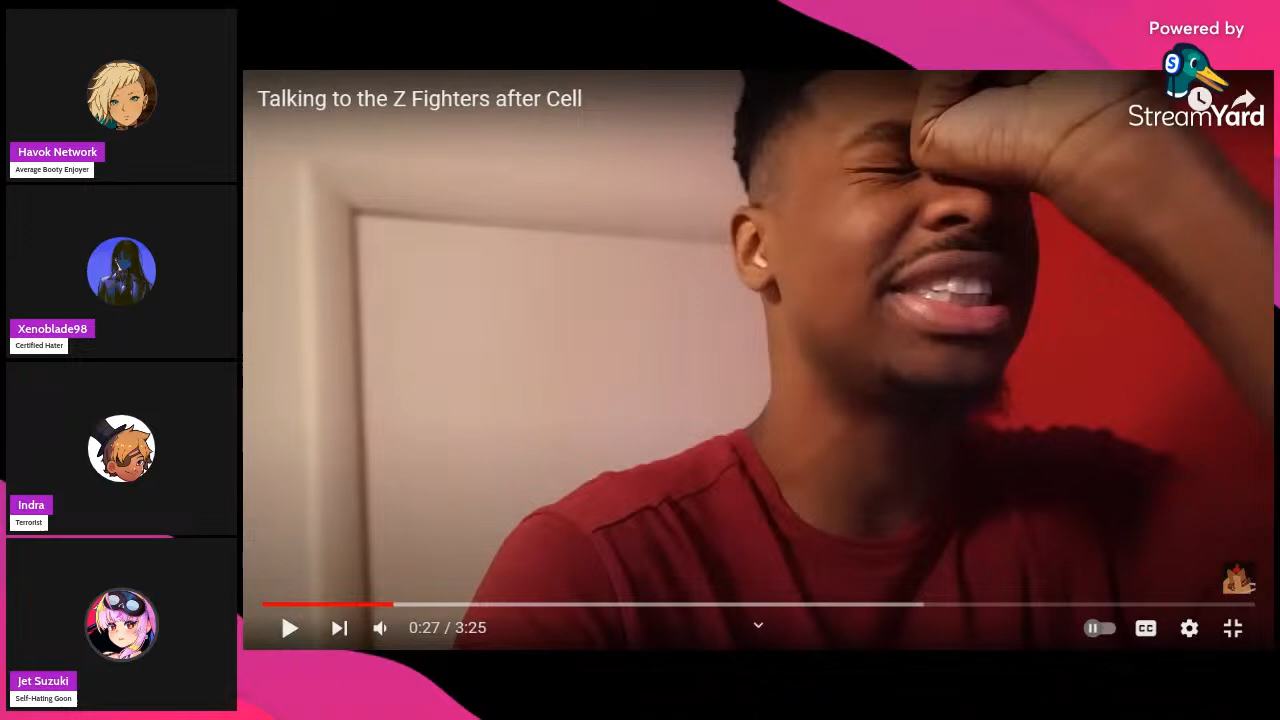 Powered by
StreamYard
Talking to the Z Fighters after Cell
Havok Network
Average Booty Enjoyer
Xenoblade98
Certified Hater
Indra
Terrorist
Jet Suzuki
Self-Hating Goon
0:27 / 3:25
CC